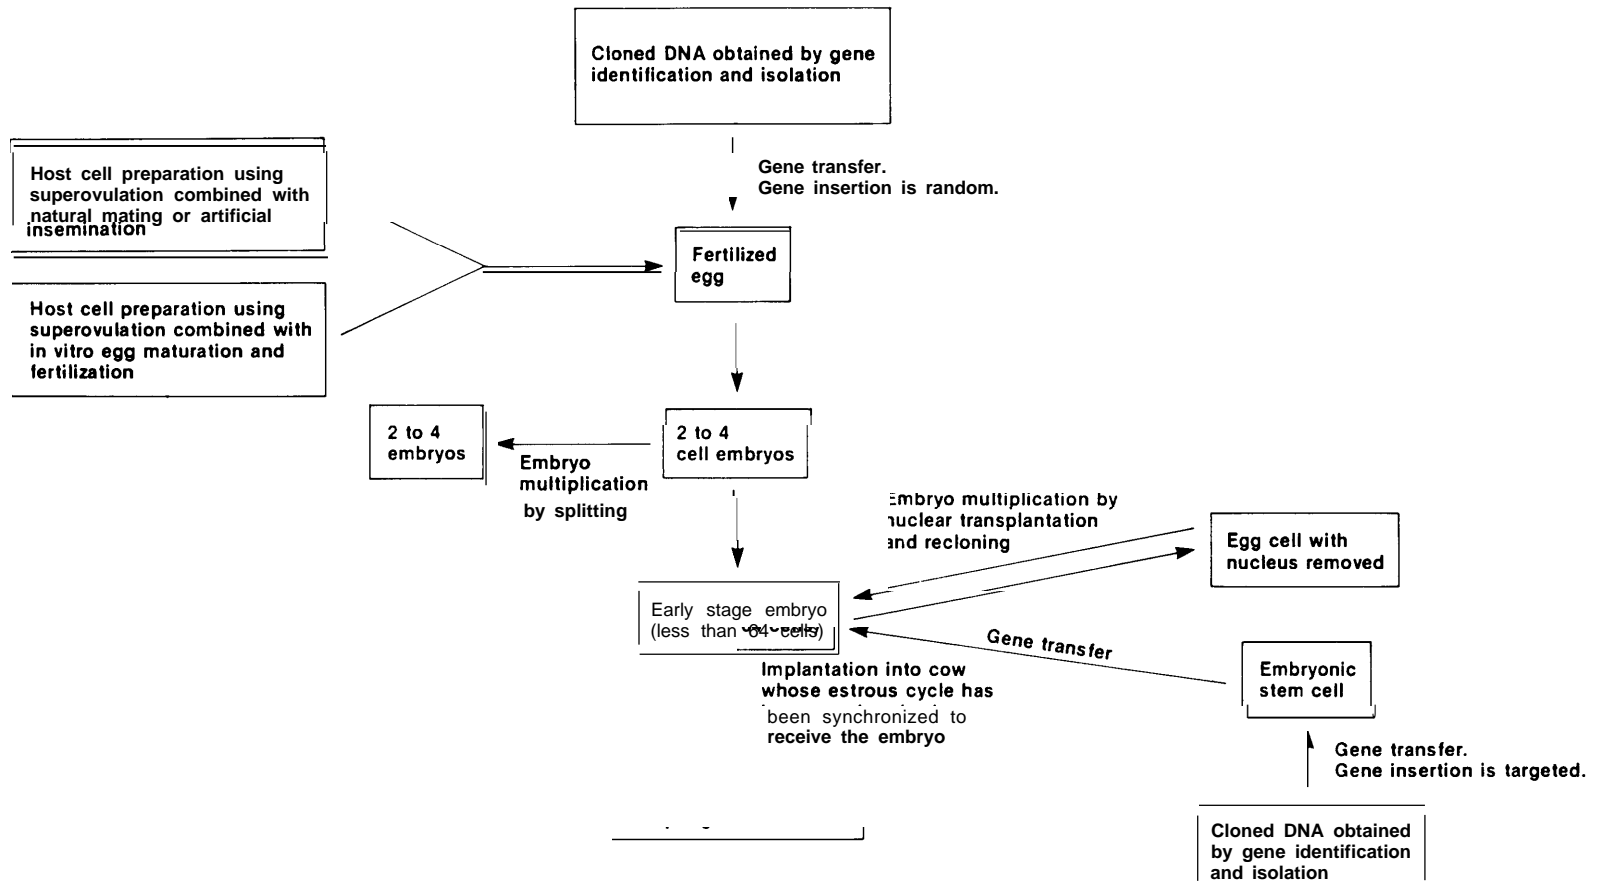 Cloned DNA obtained by gene
identification and isolation
Gene transfer.
Gene insertion is random.
Host cell preparation using
superovulation combined with
natural mating or artificial
insemination
Fertilized
egg
Host cell preparation using
superovulation combined with
in vitro egg maturation and
fertilization
2 to 4
embryos
Embryo
multiplication
by splitting
2 to 4
cell embryos
Embryo multiplication by
nuclear transplantation
and recloning
Egg cell with
nucleus removed
Early stage embryo
(less than 64 cells)
Gene transfer
Embryonic
stem cell
Implantation into cow
whose estrous cycle has
been synchronized to
receive the embryo
Gene transfer.
Gene insertion is targeted.
Cloned DNA obtained
by gene identification
and isolation